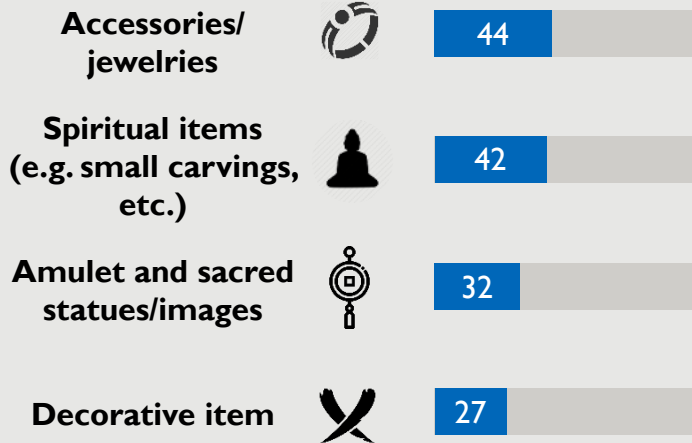 Accessories/
jewelries
44
Spiritual items
(e.g. small carvings,
etc.)
42
Amulet and sacred
statues/images
32
Decorative item
27